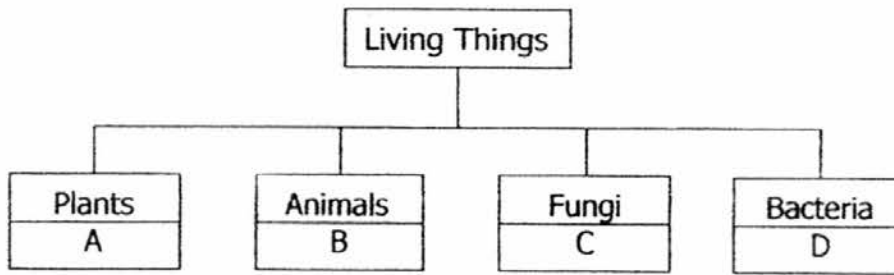 Living Things
Plants
Animals
Fungi
Bacteria
A
B
C
D